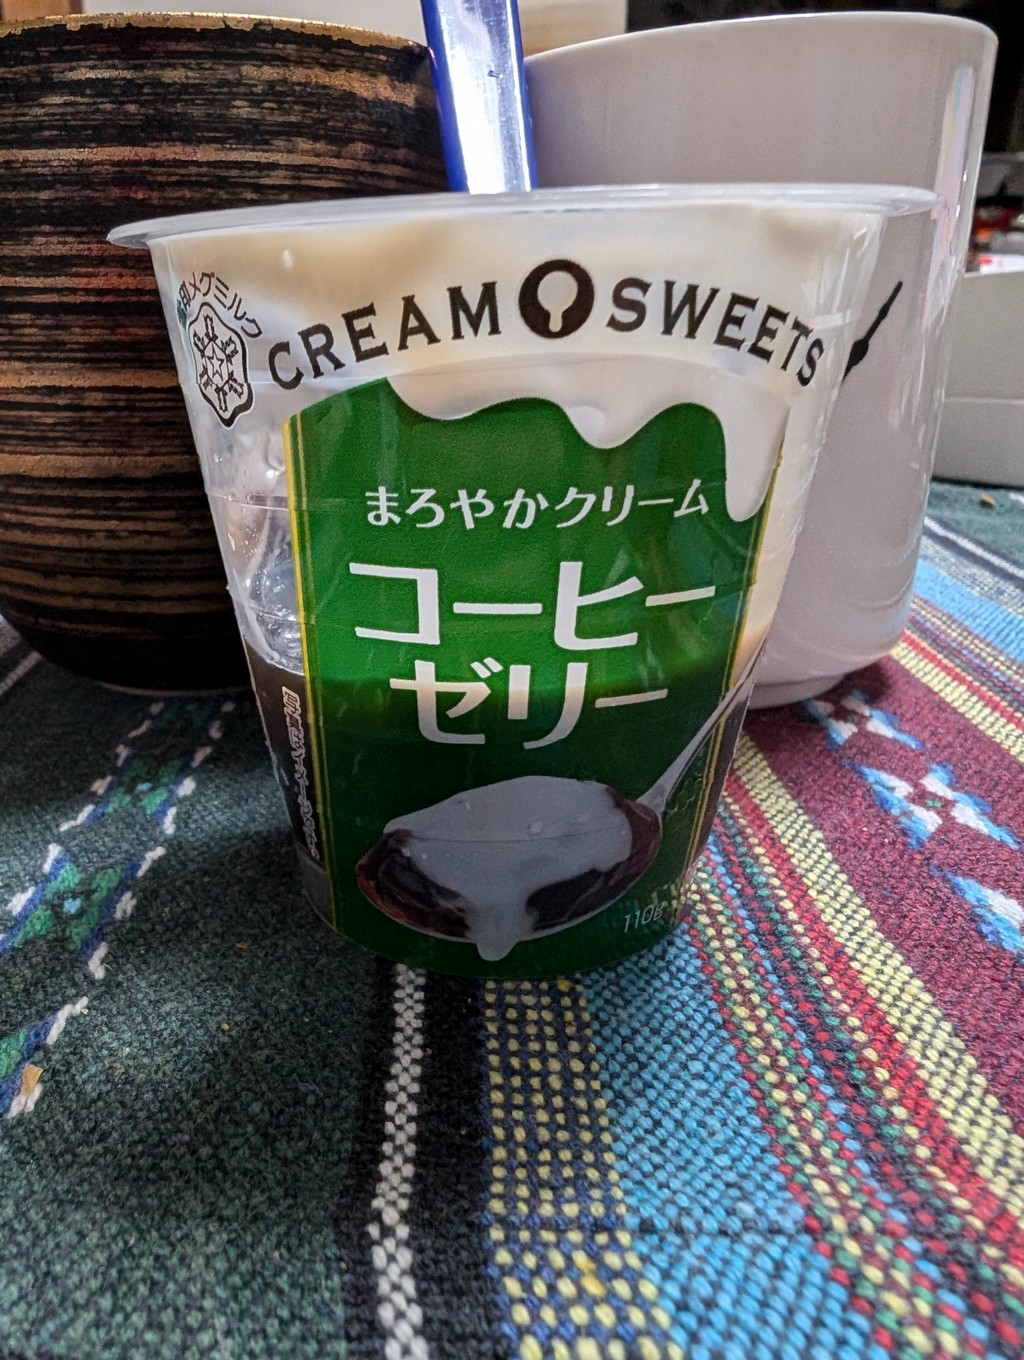 雪印メグミルク
CREAM SWEETS
まろやかクリーム
コーヒー
ゼリー
110g